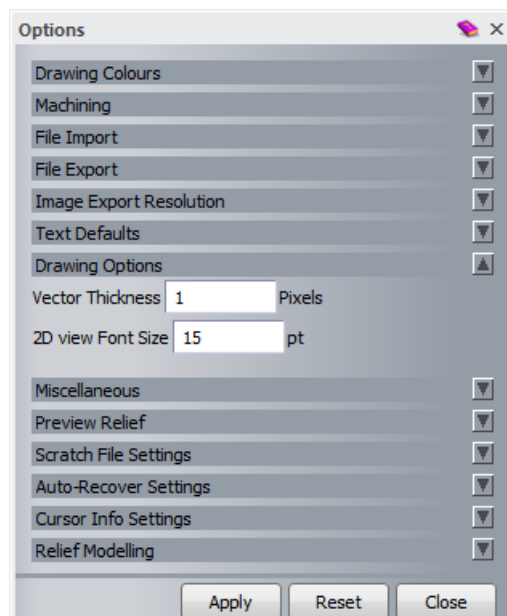 Options
Drawing Colours
Machining
File Import
File Export
Image Export Resolution
Text Defaults
Drawing Options
Vector Thickness 1 Pixels
2D view Font Size 15 pt
Miscellaneous
Preview Relief
Scratch File Settings
Auto-Recover Settings
Cursor Info Settings
Relief Modelling
Apply Reset Close